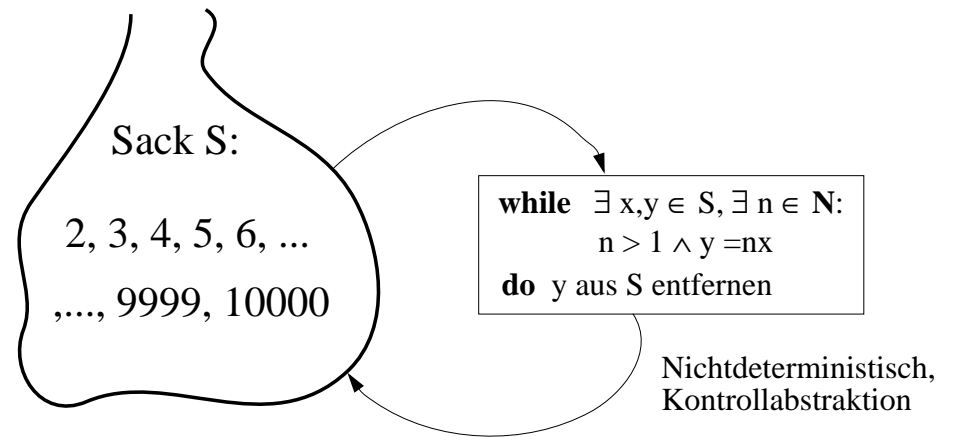 Sack S:
2, 3, 4, 5, 6, ...
,..., 9999, 10000
while ∃ x,y ∈ S, ∃ n ∈ N:
n > 1 ∧ y =nx
do y aus S entfernen
Nichtdeterministisch,
Kontrollabstraktion